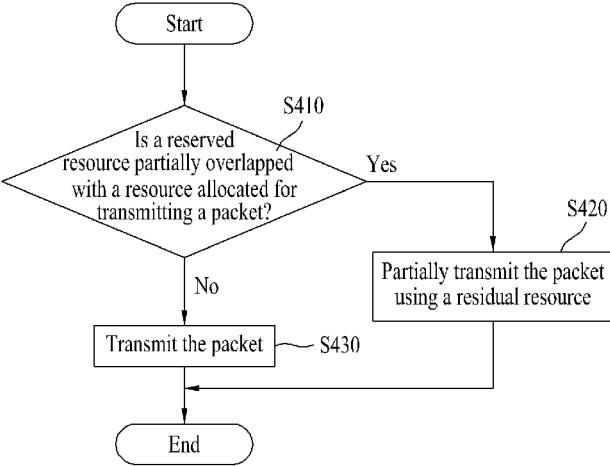 Start
S410
Is a reserved
resource partially overlapped
with a resource allocated for
transmitting a packet?
Yes
S420
Partially transmit the packet
using a residual resource
No
Transmit the packet
S430
End